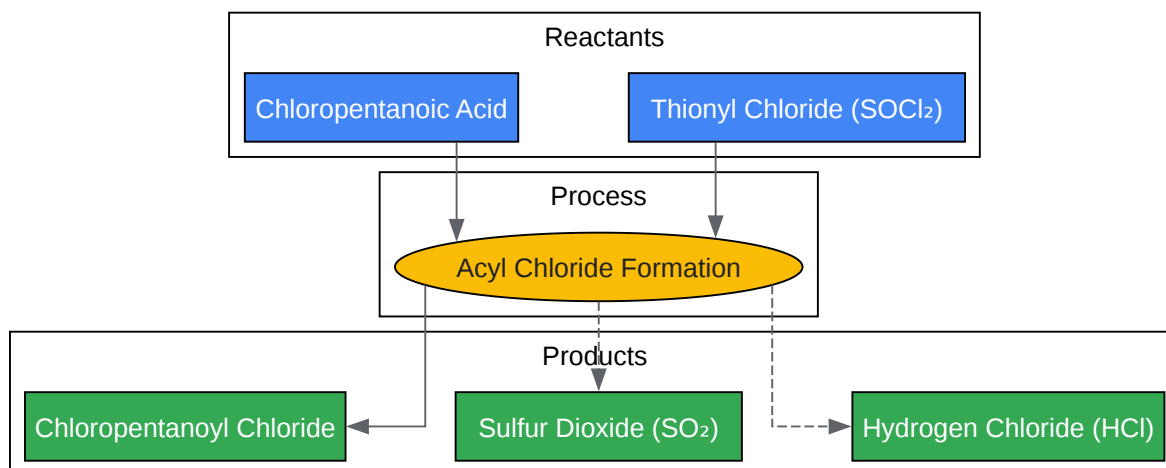 Reactants
Chloropentanoic Acid
Thionyl Chloride (SOCl₂)
Process
Acyl Chloride Formation
Products
Chloropentanoyl Chloride
Sulfur Dioxide (SO₂)
Hydrogen Chloride (HCl)